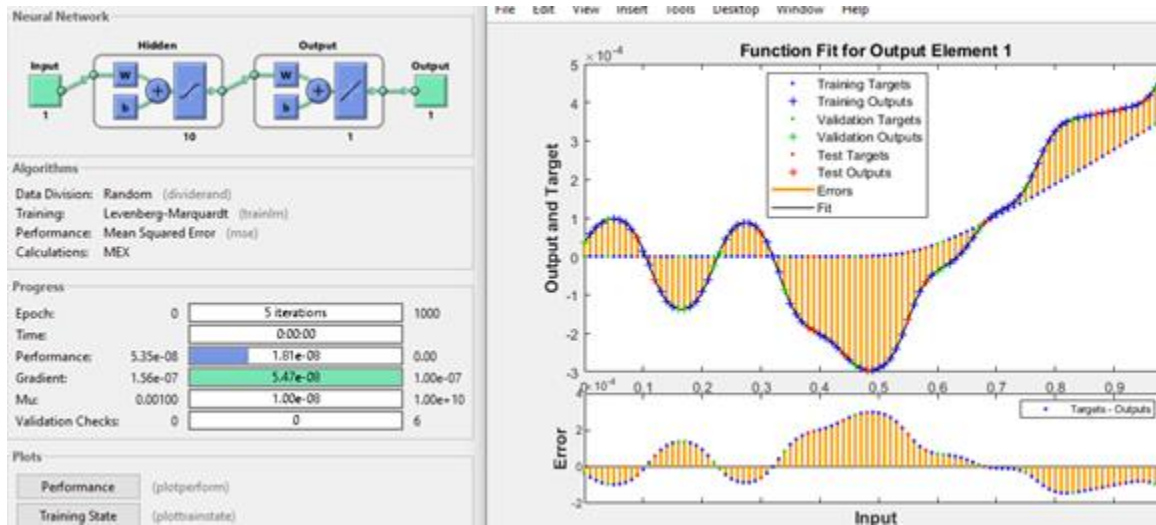 Neural Network
Hidden
Output
Input
Output
W
b
+
W
b
+
1
10
1
1
Algorithms
Data Division: Random (dividerand)
Training: Levenberg-Marquardt (trainlm)
Performance: Mean Squared Error (mse)
Calculations: MEX
Progress
Epoch: 0 5 iterations 1000
Time: 0:00:00
Performance: 5.35e-08 1.81e-08 0.00
Gradient: 1.56e-07 5.47e-08 1.00e-07
Mu: 0.00100 1.00e-08 1.00e+10
Validation Checks: 0 0 6
Plots
Performance (plotperform)
Training State (plottrainstate)
File Edit View Insert Tools Desktop Window Help
Function Fit for Output Element 1
×10-4
5
4
3
2
1
0
-1
-2
-3
Output and Target
Training Targets
Training Outputs
Validation Targets
Validation Outputs
Test Targets
Test Outputs
Errors
Fit
×10-4 0.1 0.2 0.3 0.4 0.5 0.6 0.7 0.8 0.9
4
2
0
-2
Error
Targets - Outputs
Input